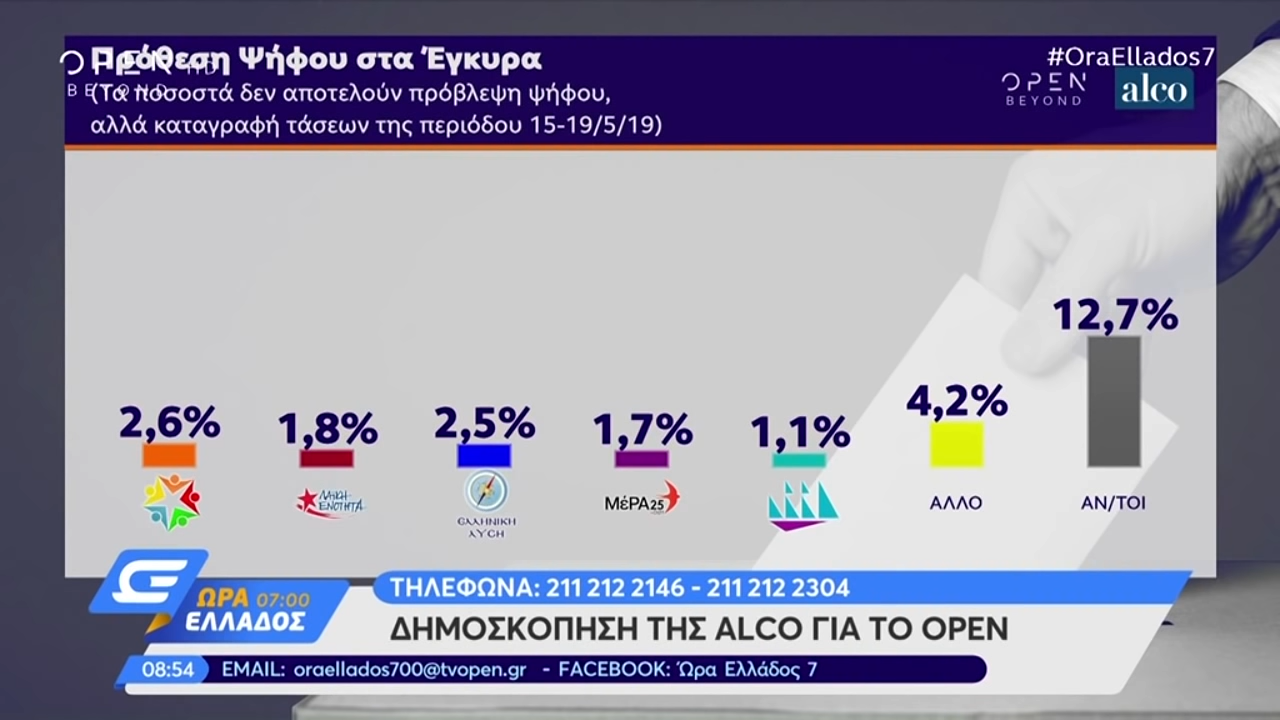 Πρόθεση Ψήφου στα Έγκυρα
(Τα ποσοστά δεν αποτελούν πρόβλεψη ψήφου,
αλλά καταγραφή τάσεων της περιόδου 15-19/5/19)
OPEN HD
BEYOND
#OraEllados7
OPEN
BEYOND
alco
2,6% 1,8% 2,5% 1,7% 1,1% 4,2% 12,7%
ΛΑΪΚΗ
ΕΝΟΤΗΤΑ
ΕΛΛΗΝΙΚΗ
ΛΥΣΗ
ΜέΡΑ25
ΑΛΛΟ
ΑΝ/ΤΟΙ
ΤΗΛΕΦΩΝΑ: 211 212 2146 - 211 212 2304
ΩΡΑ 07:00
ΕΛΛΑΔΟΣ
ΔΗΜΟΣΚΟΠΗΣΗ ΤΗΣ ALCO ΓΙΑ ΤΟ OPEN
08:54 EMAIL: oraellados700@tvopen.gr - FACEBOOK: Ώρα Ελλάδος 7